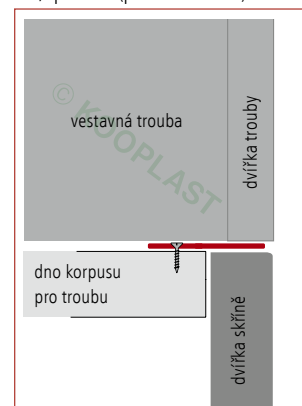 © KOOPLAST
vestavná trouba
dvířka trouby
dno korpusu
pro troubu
dvířka skříně